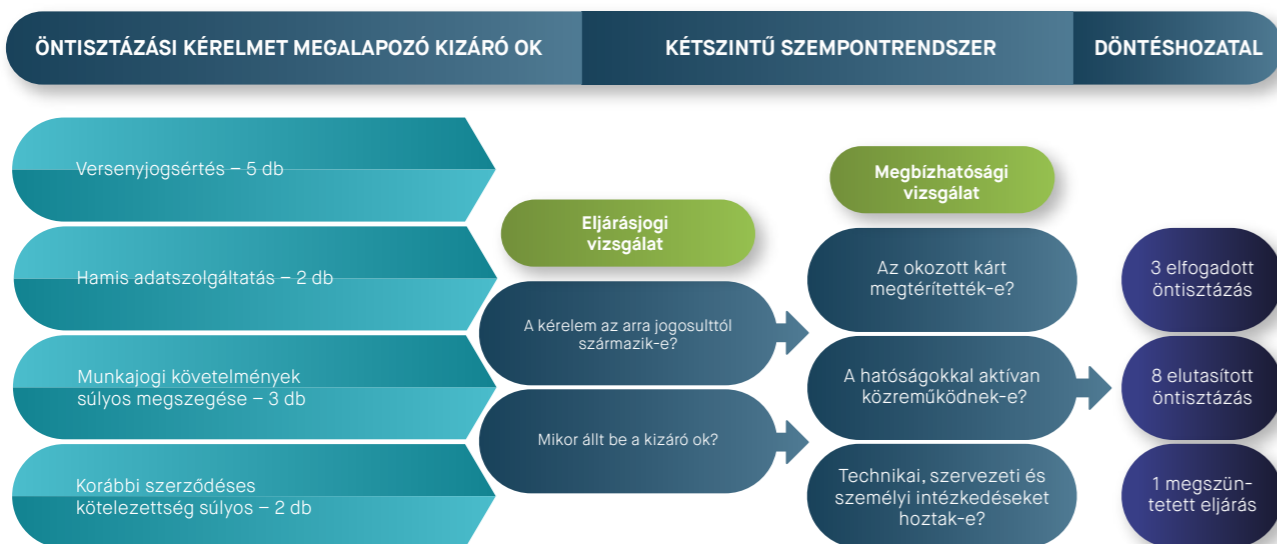 ÖNTISZTÁZÁSI KÉRELMET MEGALAPOZÓ KIZÁRÓ OK
KÉTSZINTŰ SZEMPONTRENDSZER
DÖNTÉSHOZATAL
Versenyjogsértés – 5 db
Hamis adatszolgáltatás – 2 db
Munkajogi követelmények
súlyos megszegése – 3 db
Korábbi szerződéses
kötelezettség súlyos – 2 db
Eljárásjogi
vizsgálat
A kérelem az arra jogosulttól
származik-e?
Mikor állt be a kizáró ok?
Megbízhatósági
vizsgálat
Az okozott kárt
megtérítették-e?
A hatóságokkal aktívan
közreműködnek-e?
Technikai, szervezeti és
személyi intézkedéseket
hoztak-e?
3 elfogadott
öntisztázás
8 elutasított
öntisztázás
1 megszün-
tetett eljárás